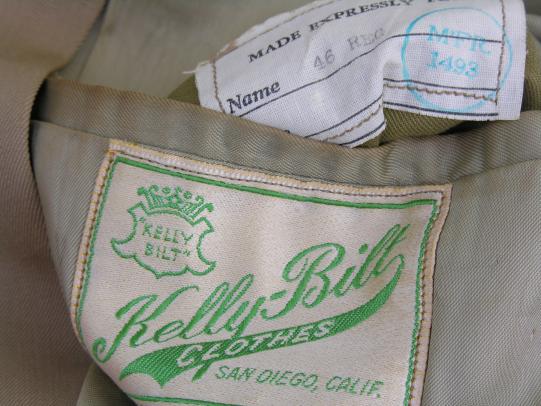 MADE EXPRESSLY
46 REG
Name
M.P.I.C.
1493
"KELLY
BILT"
Kelly-Bilt
CLOTHES
SAN DIEGO, CALIF.